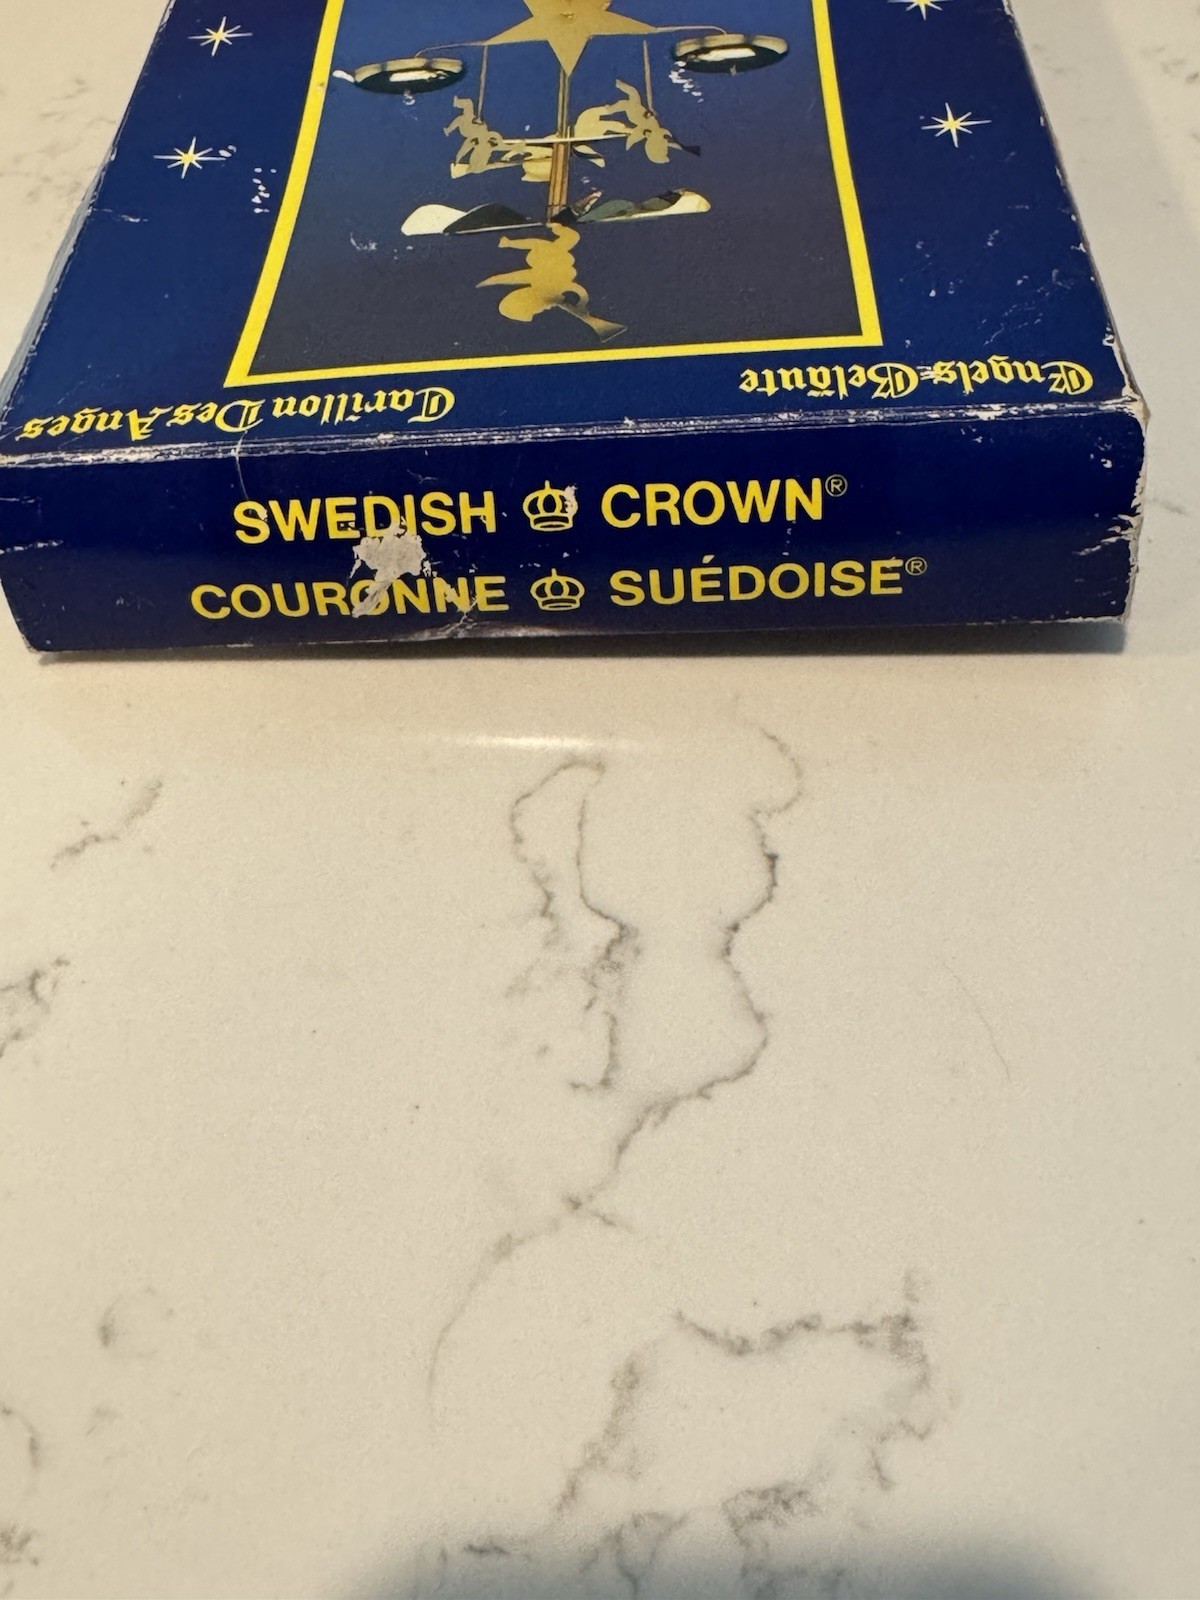 Engels-Geläute
Carillon Des Anges
SWEDISH CROWN®
COURONNE SUÉDOISE®